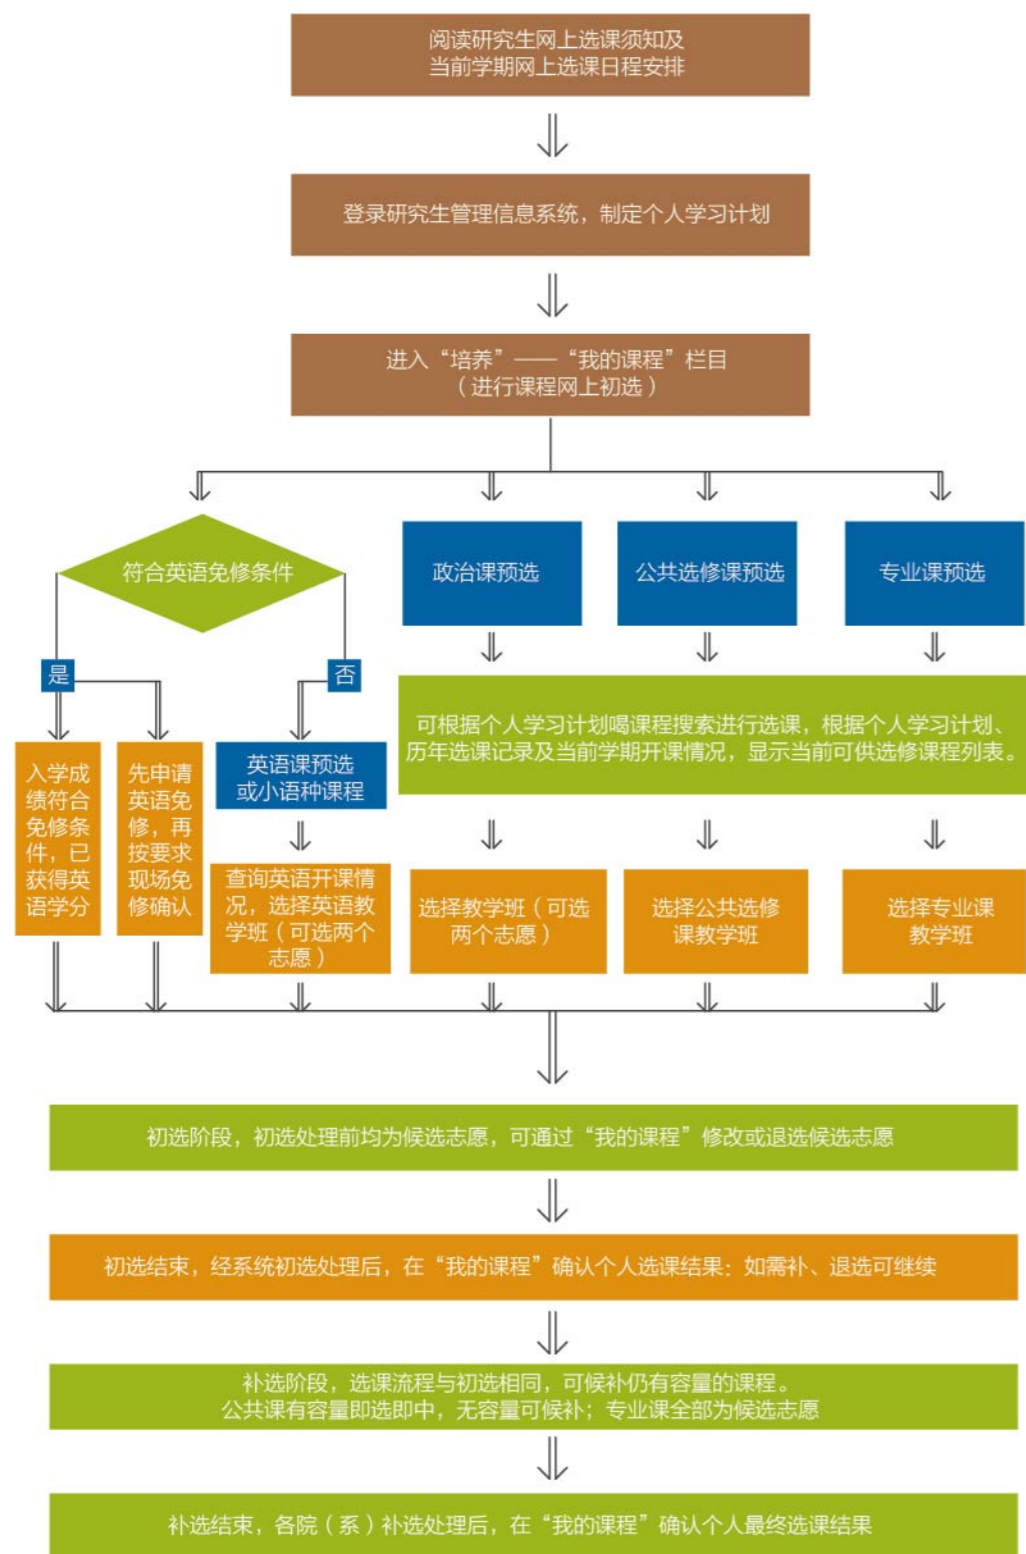 阅读研究生网上选课须知及
当前学期网上选课日程安排
登录研究生管理信息系统，制定个人学习计划
进入“培养”——“我的课程”栏目
（进行课程网上初选）
符合英语免修条件
政治课预选
公共选修课预选
专业课预选
是
否
可根据个人学习计划喝课程搜索进行选课，根据个人学习计划、
历年选课记录及当前学期开课情况，显示当前可供选修课程列表。
入学成
绩符合
免修条
件，已
获得英
语学分
先申请
英语免
修，再
按要求
现场免
修确认
英语课预选
或小语种课程
查询英语开课情
况，选择英语教
学班（可选两个
志愿）
选择教学班（可选
两个志愿）
选择公共选修
课教学班
选择专业课
教学班
初选阶段，初选处理前均为候选志愿，可通过“我的课程”修改或退选候选志愿
初选结束，经系统初选处理后，在“我的课程”确认个人选课结果：如需补、退选可继续
补选阶段，选课流程与初选相同，可候补仍有容量的课程。
公共课有容量即选即中，无容量可候补；专业课全部为候选志愿
补选结束，各院（系）补选处理后，在“我的课程”确认个人最终选课结果